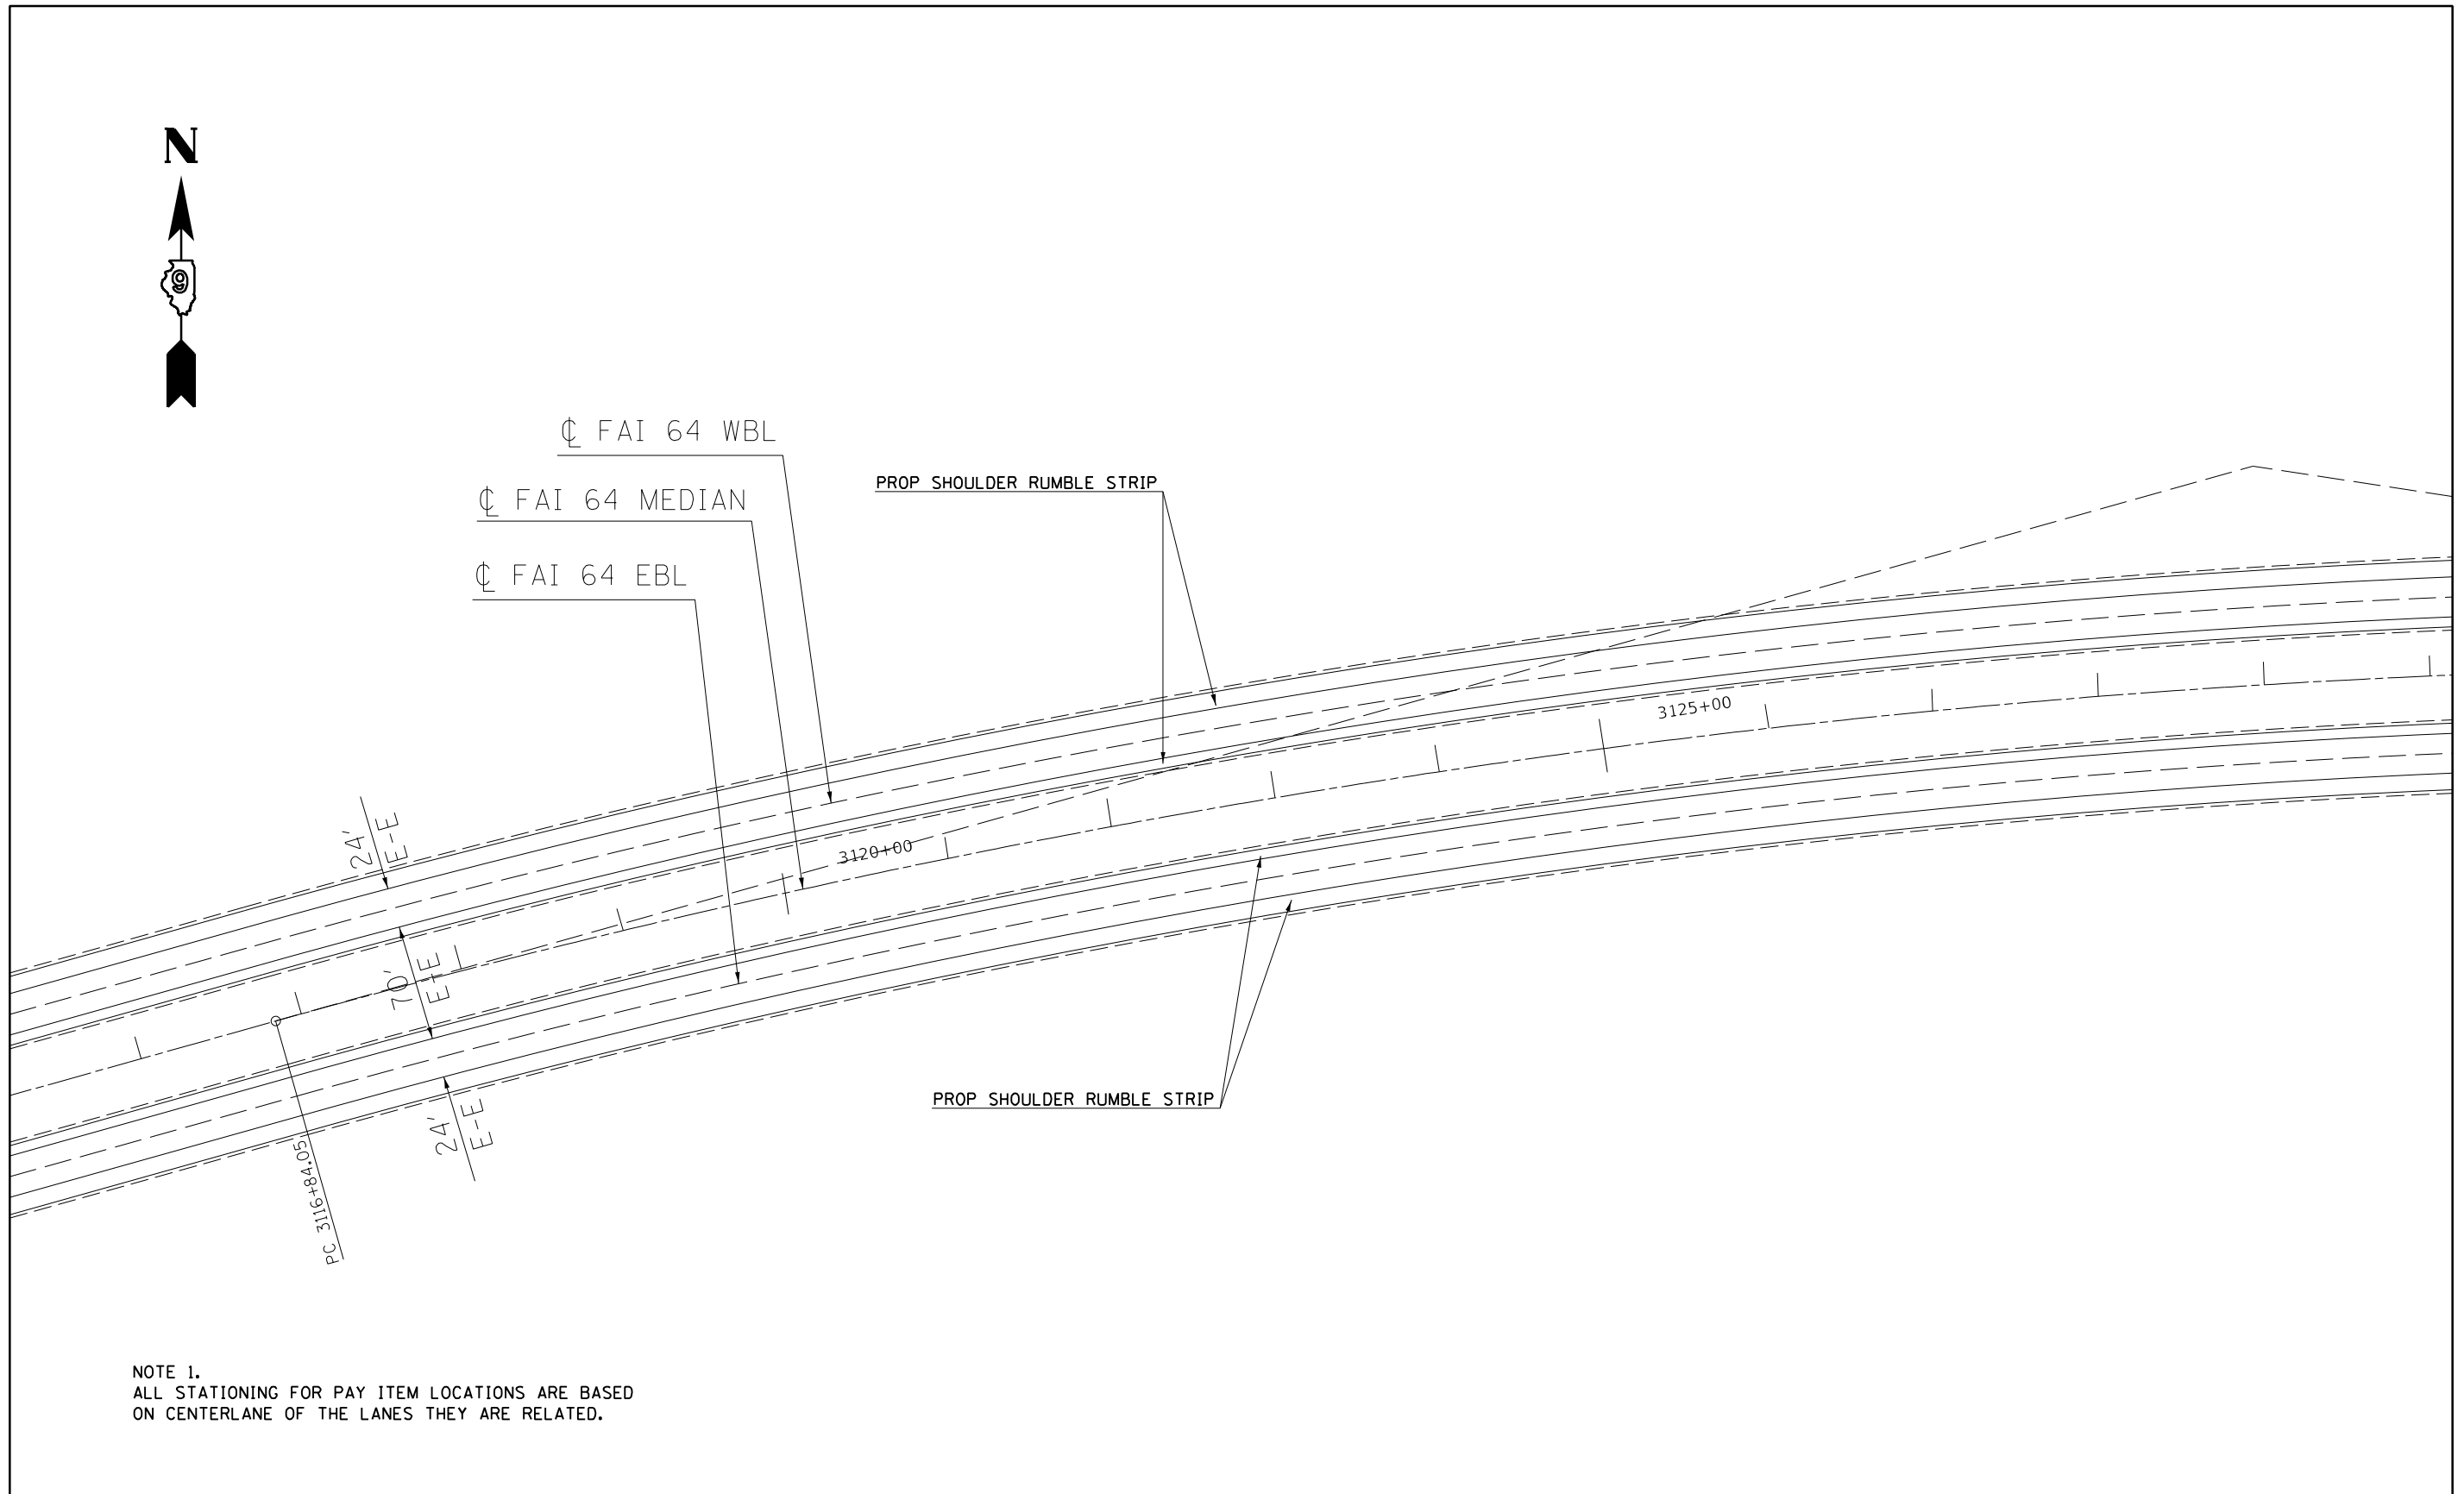 N
9
℄ FAI 64 WBL
℄ FAI 64 MEDIAN
℄ FAI 64 EBL
PROP SHOULDER RUMBLE STRIP
3125+00
3120+00
24'
E-E
70'
E-E
24'
E-E
PC 3116+84.05
PROP SHOULDER RUMBLE STRIP
NOTE 1.
ALL STATIONING FOR PAY ITEM LOCATIONS ARE BASED
ON CENTERLANE OF THE LANES THEY ARE RELATED.